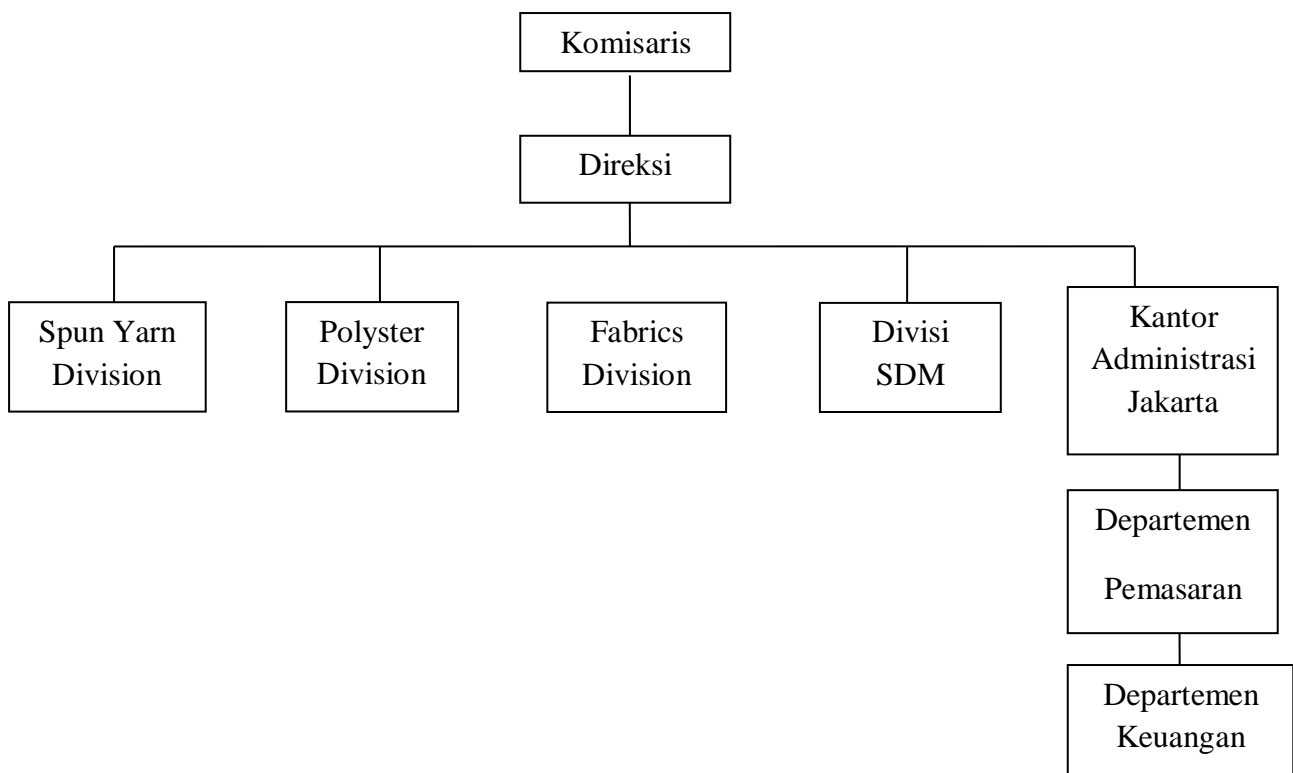 Komisaris
Direksi
Spun Yarn
Division
Polyster
Division
Fabrics
Division
Divisi
SDM
Kantor
Administrasi
Jakarta
Departemen
Pemasaran
Departemen
Keuangan